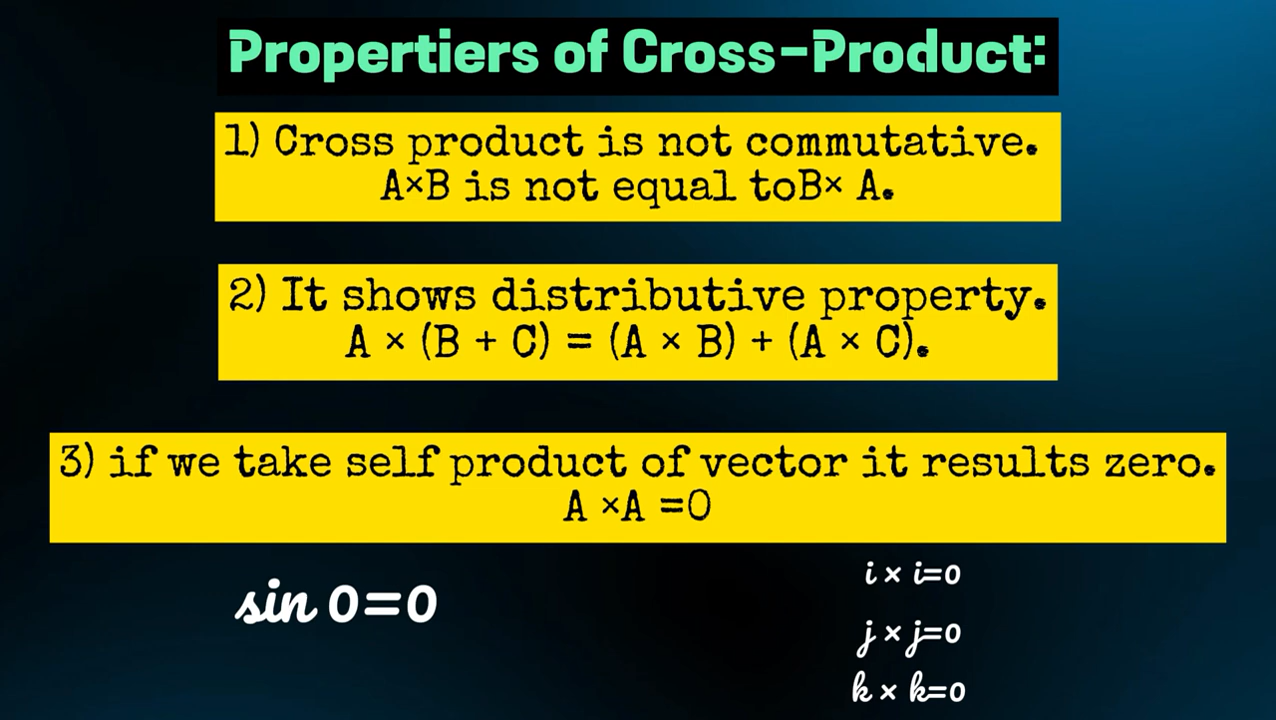 Propertiers of Cross-Product:
1) Cross product is not commutative.
A×B is not equal toB× A.
2) It shows distributive property.
A × (B + C) = (A × B) + (A × C).
3) if we take self product of vector it results zero.
A ×A =0
sin 0=0
i × i=0
j × j=0
k × k=0